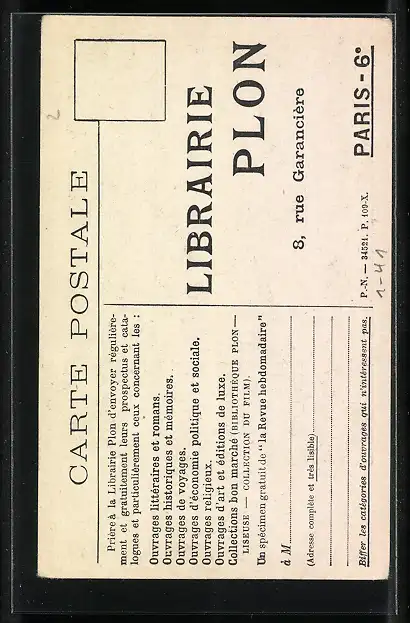 CARTE POSTALE
Prière à la Librairie Plon d'envoyer régulière-
ment et gratuitement leurs prospectus et cata-
logues et particulièrement ceux concernant les :
Ouvrages littéraires et romans.
Ouvrages historiques et mémoires.
Ouvrages de voyages.
Ouvrages d'économie politique et sociale.
Ouvrages religieux.
Ouvrages d'art et éditions de luxe.
Collections bon marché (BIBLIOTHÈQUE PLON —
LISEUSE — COLLECTION DU FILM).
Un spécimen gratuit de "la Revue hebdomadaire"
à M
(Adresse complète et très lisible)
Biffer les catégories d'ouvrages qui n'intéressent pas.
LIBRAIRIE
PLON
8, rue Garancière
PARIS - 6e
P.-N. — 34521. P. 109-X.
1-41
2